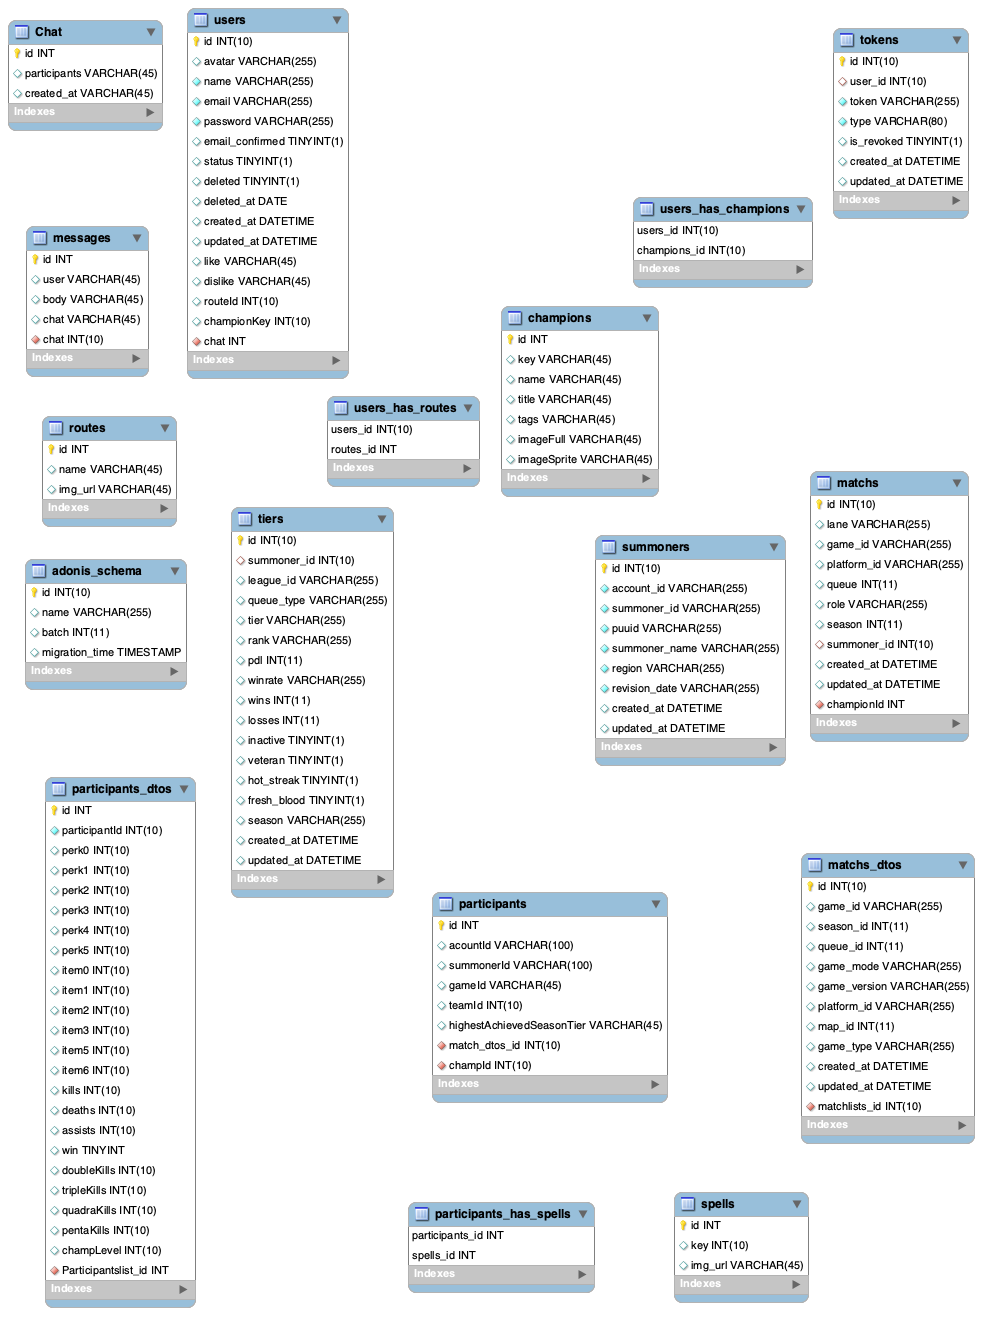 Chat
id INT
participants VARCHAR(45)
created_at VARCHAR(45)
Indexes
users
id INT(10)
avatar VARCHAR(255)
name VARCHAR(255)
email VARCHAR(255)
password VARCHAR(255)
email_confirmed TINYINT(1)
status TINYINT(1)
deleted TINYINT(1)
deleted_at DATE
created_at DATETIME
updated_at DATETIME
like VARCHAR(45)
dislike VARCHAR(45)
routeId INT(10)
championKey INT(10)
chat INT
Indexes
tokens
id INT(10)
user_id INT(10)
token VARCHAR(255)
type VARCHAR(80)
is_revoked TINYINT(1)
created_at DATETIME
updated_at DATETIME
Indexes
users_has_champions
users_id INT(10)
champions_id INT(10)
Indexes
messages
id INT
user VARCHAR(45)
body VARCHAR(45)
chat VARCHAR(45)
chat INT(10)
Indexes
champions
id INT
key VARCHAR(45)
name VARCHAR(45)
title VARCHAR(45)
tags VARCHAR(45)
imageFull VARCHAR(45)
imageSprite VARCHAR(45)
Indexes
users_has_routes
users_id INT(10)
routes_id INT
Indexes
routes
id INT
name VARCHAR(45)
img_url VARCHAR(45)
Indexes
matchs
id INT(10)
lane VARCHAR(255)
game_id VARCHAR(255)
platform_id VARCHAR(255)
queue INT(11)
role VARCHAR(255)
season INT(11)
summoner_id INT(10)
created_at DATETIME
updated_at DATETIME
championId INT
Indexes
tiers
id INT(10)
summoner_id INT(10)
league_id VARCHAR(255)
queue_type VARCHAR(255)
tier VARCHAR(255)
rank VARCHAR(255)
pdl INT(11)
winrate VARCHAR(255)
wins INT(11)
losses INT(11)
inactive TINYINT(1)
veteran TINYINT(1)
hot_streak TINYINT(1)
fresh_blood TINYINT(1)
season VARCHAR(255)
created_at DATETIME
updated_at DATETIME
Indexes
summoners
id INT(10)
account_id VARCHAR(255)
summoner_id VARCHAR(255)
puuid VARCHAR(255)
summoner_name VARCHAR(255)
region VARCHAR(255)
revision_date VARCHAR(255)
created_at DATETIME
updated_at DATETIME
Indexes
adonis_schema
id INT(10)
name VARCHAR(255)
batch INT(11)
migration_time TIMESTAMP
Indexes
participants_dtos
id INT
participantId INT(10)
perk0 INT(10)
perk1 INT(10)
perk2 INT(10)
perk3 INT(10)
perk4 INT(10)
perk5 INT(10)
item0 INT(10)
item1 INT(10)
item2 INT(10)
item3 INT(10)
item5 INT(10)
item6 INT(10)
kills INT(10)
deaths INT(10)
assists INT(10)
win TINYINT
doubleKills INT(10)
tripleKills INT(10)
quadraKills INT(10)
pentaKills INT(10)
champLevel INT(10)
Participantslist_id INT
Indexes
participants
id INT
acountId VARCHAR(100)
summonerId VARCHAR(100)
gameId VARCHAR(45)
teamId INT(10)
highestAchievedSeasonTier VARCHAR(45)
match_dtos_id INT(10)
champId INT(10)
Indexes
matchs_dtos
id INT(10)
game_id VARCHAR(255)
season_id INT(11)
queue_id INT(11)
game_mode VARCHAR(255)
game_version VARCHAR(255)
platform_id VARCHAR(255)
map_id INT(11)
game_type VARCHAR(255)
created_at DATETIME
updated_at DATETIME
matchlists_id INT(10)
Indexes
participants_has_spells
participants_id INT
spells_id INT
Indexes
spells
id INT
key INT(10)
img_url VARCHAR(45)
Indexes